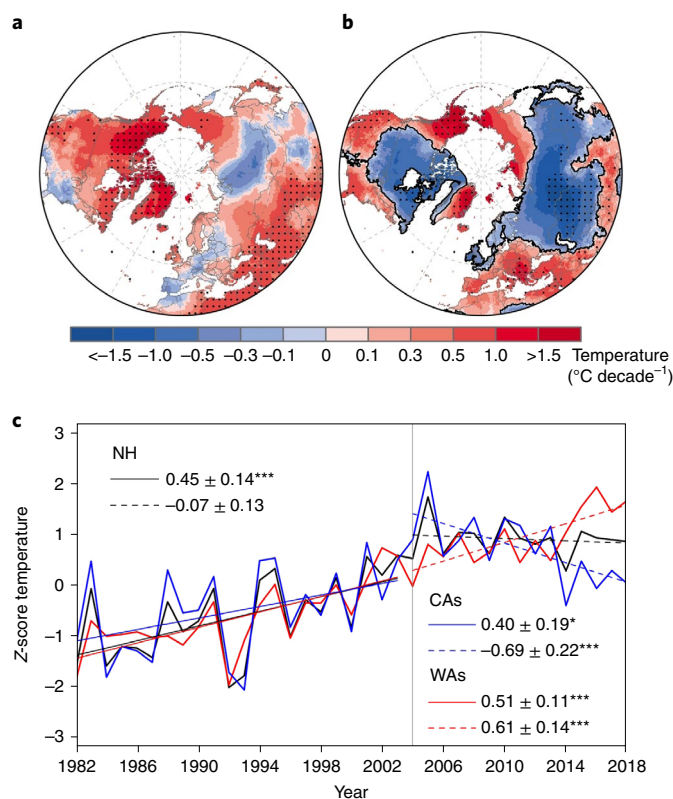 a
b
<–1.5 –1.0 –0.5 –0.3 –0.1 0 0.1 0.3 0.5 1.0 >1.5 Temperature
(°C decade⁻¹)
c
3
2
1
0
–1
–2
–3
Z-score temperature
NH
0.45 ± 0.14***
–0.07 ± 0.13
CAs
0.40 ± 0.19*
–0.69 ± 0.22***
WAs
0.51 ± 0.11***
0.61 ± 0.14***
1982 1986 1990 1994 1998 2002 2006 2010 2014 2018
Year